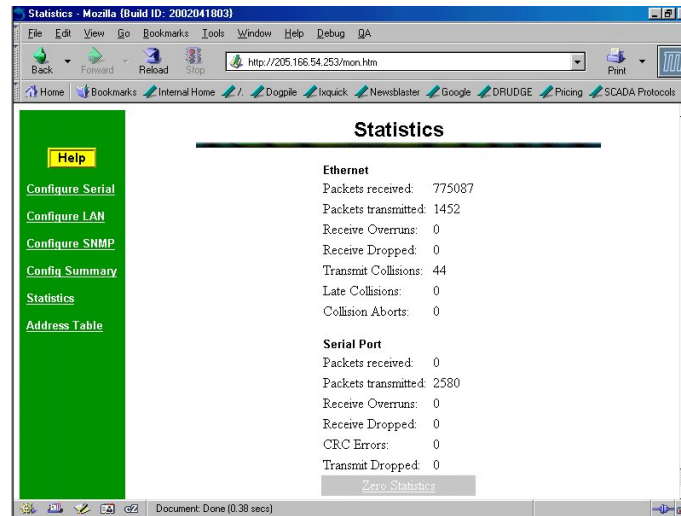 Statistics - Mozilla {Build ID: 2002041803}
File Edit View Go Bookmarks Tools Window Help Debug QA
Back Forward Reload Stop http://205.166.54.253/mon.htm Print
Home Bookmarks Internal Home /. Dogpile Ixquick Newsblaster Google DRUDGE Pricing SCADA Protocols
Help
Configure Serial
Configure LAN
Configure SNMP
Config Summary
Statistics
Address Table
Statistics
Ethernet
Packets received: 775087
Packets transmitted: 1452
Receive Overruns: 0
Receive Dropped: 0
Transmit Collisions: 44
Late Collisions: 0
Collision Aborts: 0
Serial Port
Packets received: 0
Packets transmitted: 2580
Receive Overruns: 0
Receive Dropped: 0
CRC Errors: 0
Transmit Dropped: 0
Zero Statistics
Document: Done (0.38 secs)